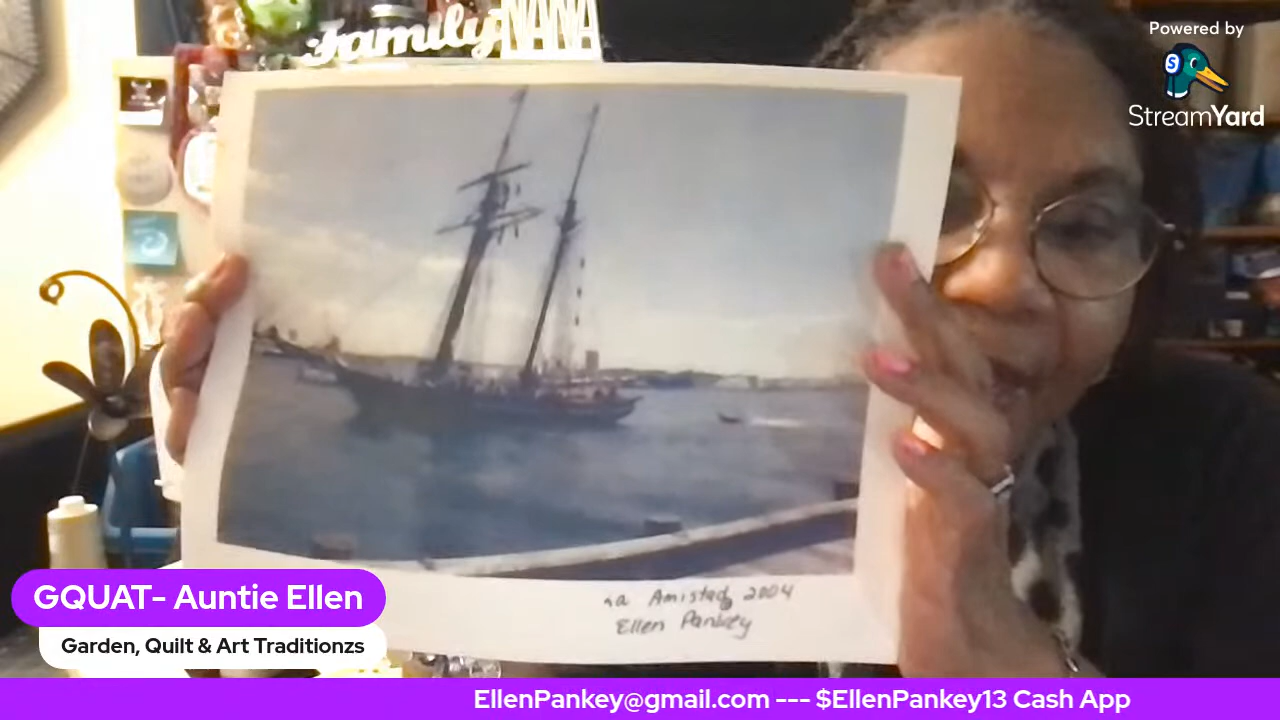 Family NANA
Powered by
StreamYard
La Amistad, 2004
Ellen Pankey
GQUAT- Auntie Ellen
Garden, Quilt & Art Traditionzs
EllenPankey@gmail.com --- $EllenPankey13 Cash App